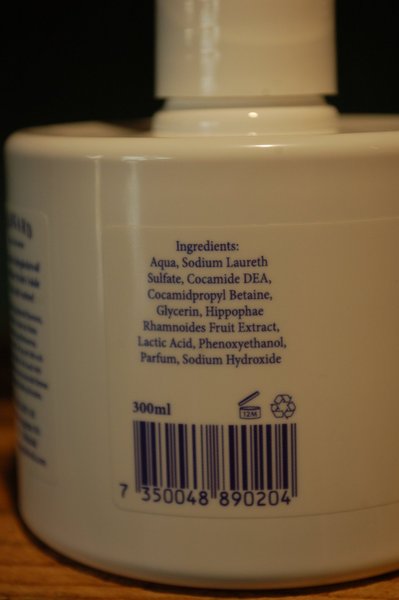 Ingredients:
Aqua, Sodium Laureth
Sulfate, Cocamide DEA,
Cocamidpropyl Betaine,
Glycerin, Hippophae
Rhamnoides Fruit Extract,
Lactic Acid, Phenoxyethanol,
Parfum, Sodium Hydroxide
300ml
12M
7 350048 890204